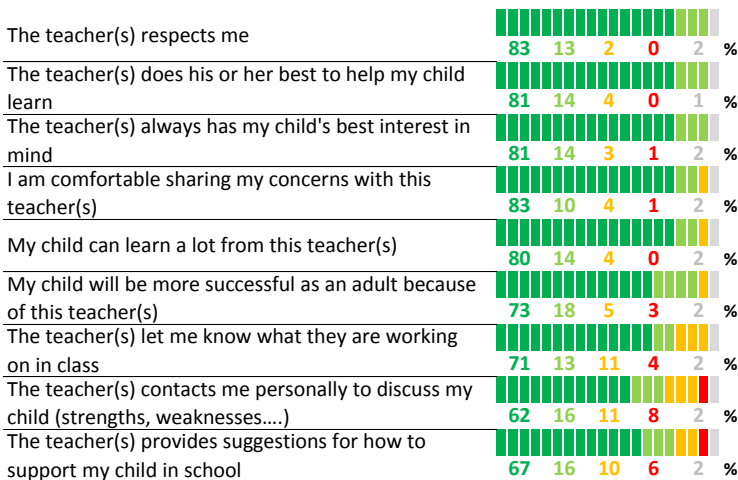 The teacher(s) respects me
83 13 2 0 2 %
The teacher(s) does his or her best to help my child
learn
81 14 4 0 1 %
The teacher(s) always has my child's best interest in
mind
81 14 3 1 2 %
I am comfortable sharing my concerns with this
teacher(s)
83 10 4 1 2 %
My child can learn a lot from this teacher(s)
80 14 4 0 2 %
My child will be more successful as an adult because
of this teacher(s)
73 18 5 3 2 %
The teacher(s) let me know what they are working
on in class
71 13 11 4 2 %
The teacher(s) contacts me personally to discuss my
child (strengths, weaknesses....)
62 16 11 8 2 %
The teacher(s) provides suggestions for how to
support my child in school
67 16 10 6 2 %